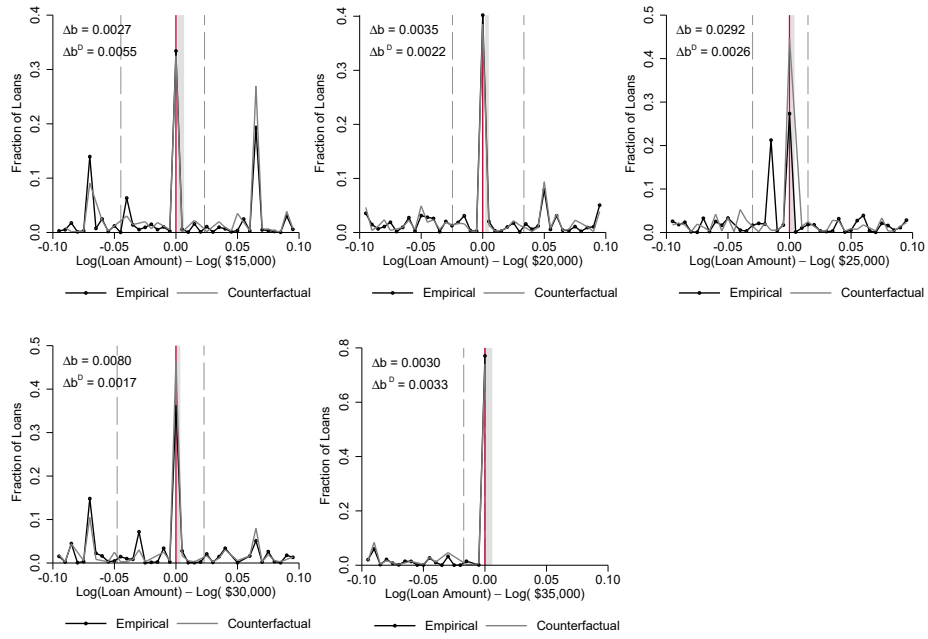 Δb = 0.0027
Δbᴰ = 0.0055
Fraction of Loans
0.0 0.1 0.2 0.3 0.4
-0.10 -0.05 0.00 0.05 0.10
Log(Loan Amount) − Log( $15,000)
Empirical Counterfactual
Δb = 0.0035
Δbᴰ = 0.0022
Fraction of Loans
0.0 0.1 0.2 0.3 0.4
-0.10 -0.05 0.00 0.05 0.10
Log(Loan Amount) − Log( $20,000)
Empirical Counterfactual
Δb = 0.0292
Δbᴰ = 0.0026
Fraction of Loans
0.0 0.1 0.2 0.3 0.4 0.5
-0.10 -0.05 0.00 0.05 0.10
Log(Loan Amount) − Log( $25,000)
Empirical Counterfactual
Δb = 0.0080
Δbᴰ = 0.0017
Fraction of Loans
0.0 0.1 0.2 0.3 0.4 0.5
-0.10 -0.05 0.00 0.05 0.10
Log(Loan Amount) − Log( $30,000)
Empirical Counterfactual
Δb = 0.0030
Δbᴰ = 0.0033
Fraction of Loans
0.0 0.2 0.4 0.6 0.8
-0.10 -0.05 0.00 0.05 0.10
Log(Loan Amount) − Log( $35,000)
Empirical Counterfactual